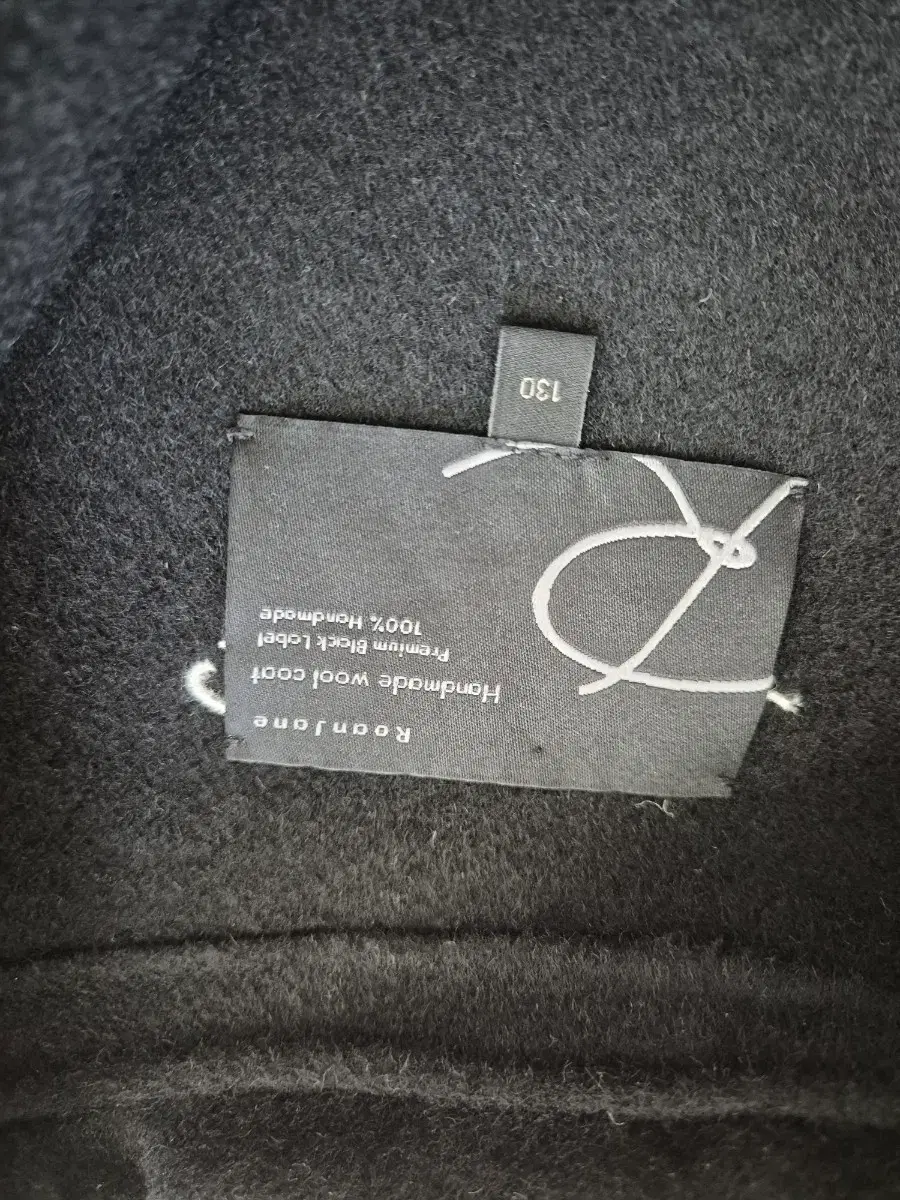 RoanJane
Handmade wool coat
Premium Black Label
100% Handmade
130